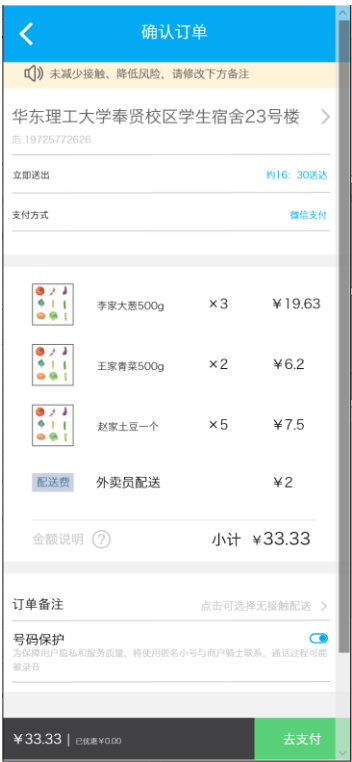 确认订单
未减少接触、降低风险，请修改下方备注
华东理工大学奉贤校区学生宿舍23号楼
范 19725772626
立即送出 约16：30送达
支付方式 微信支付
李家大葱500g ×3 ¥19.63
王家青菜500g ×2 ¥6.2
赵家土豆一个 ×5 ¥7.5
配送费 外卖员配送 ¥2
金额说明 ? 小计 ¥33.33
订单备注 点击可选择无接触配送
号码保护
为保障用户隐私和服务质量，将使用匿名小号与商户骑士联系，通话过程可能
被录音
¥33.33 | 已优惠¥0.00 去支付